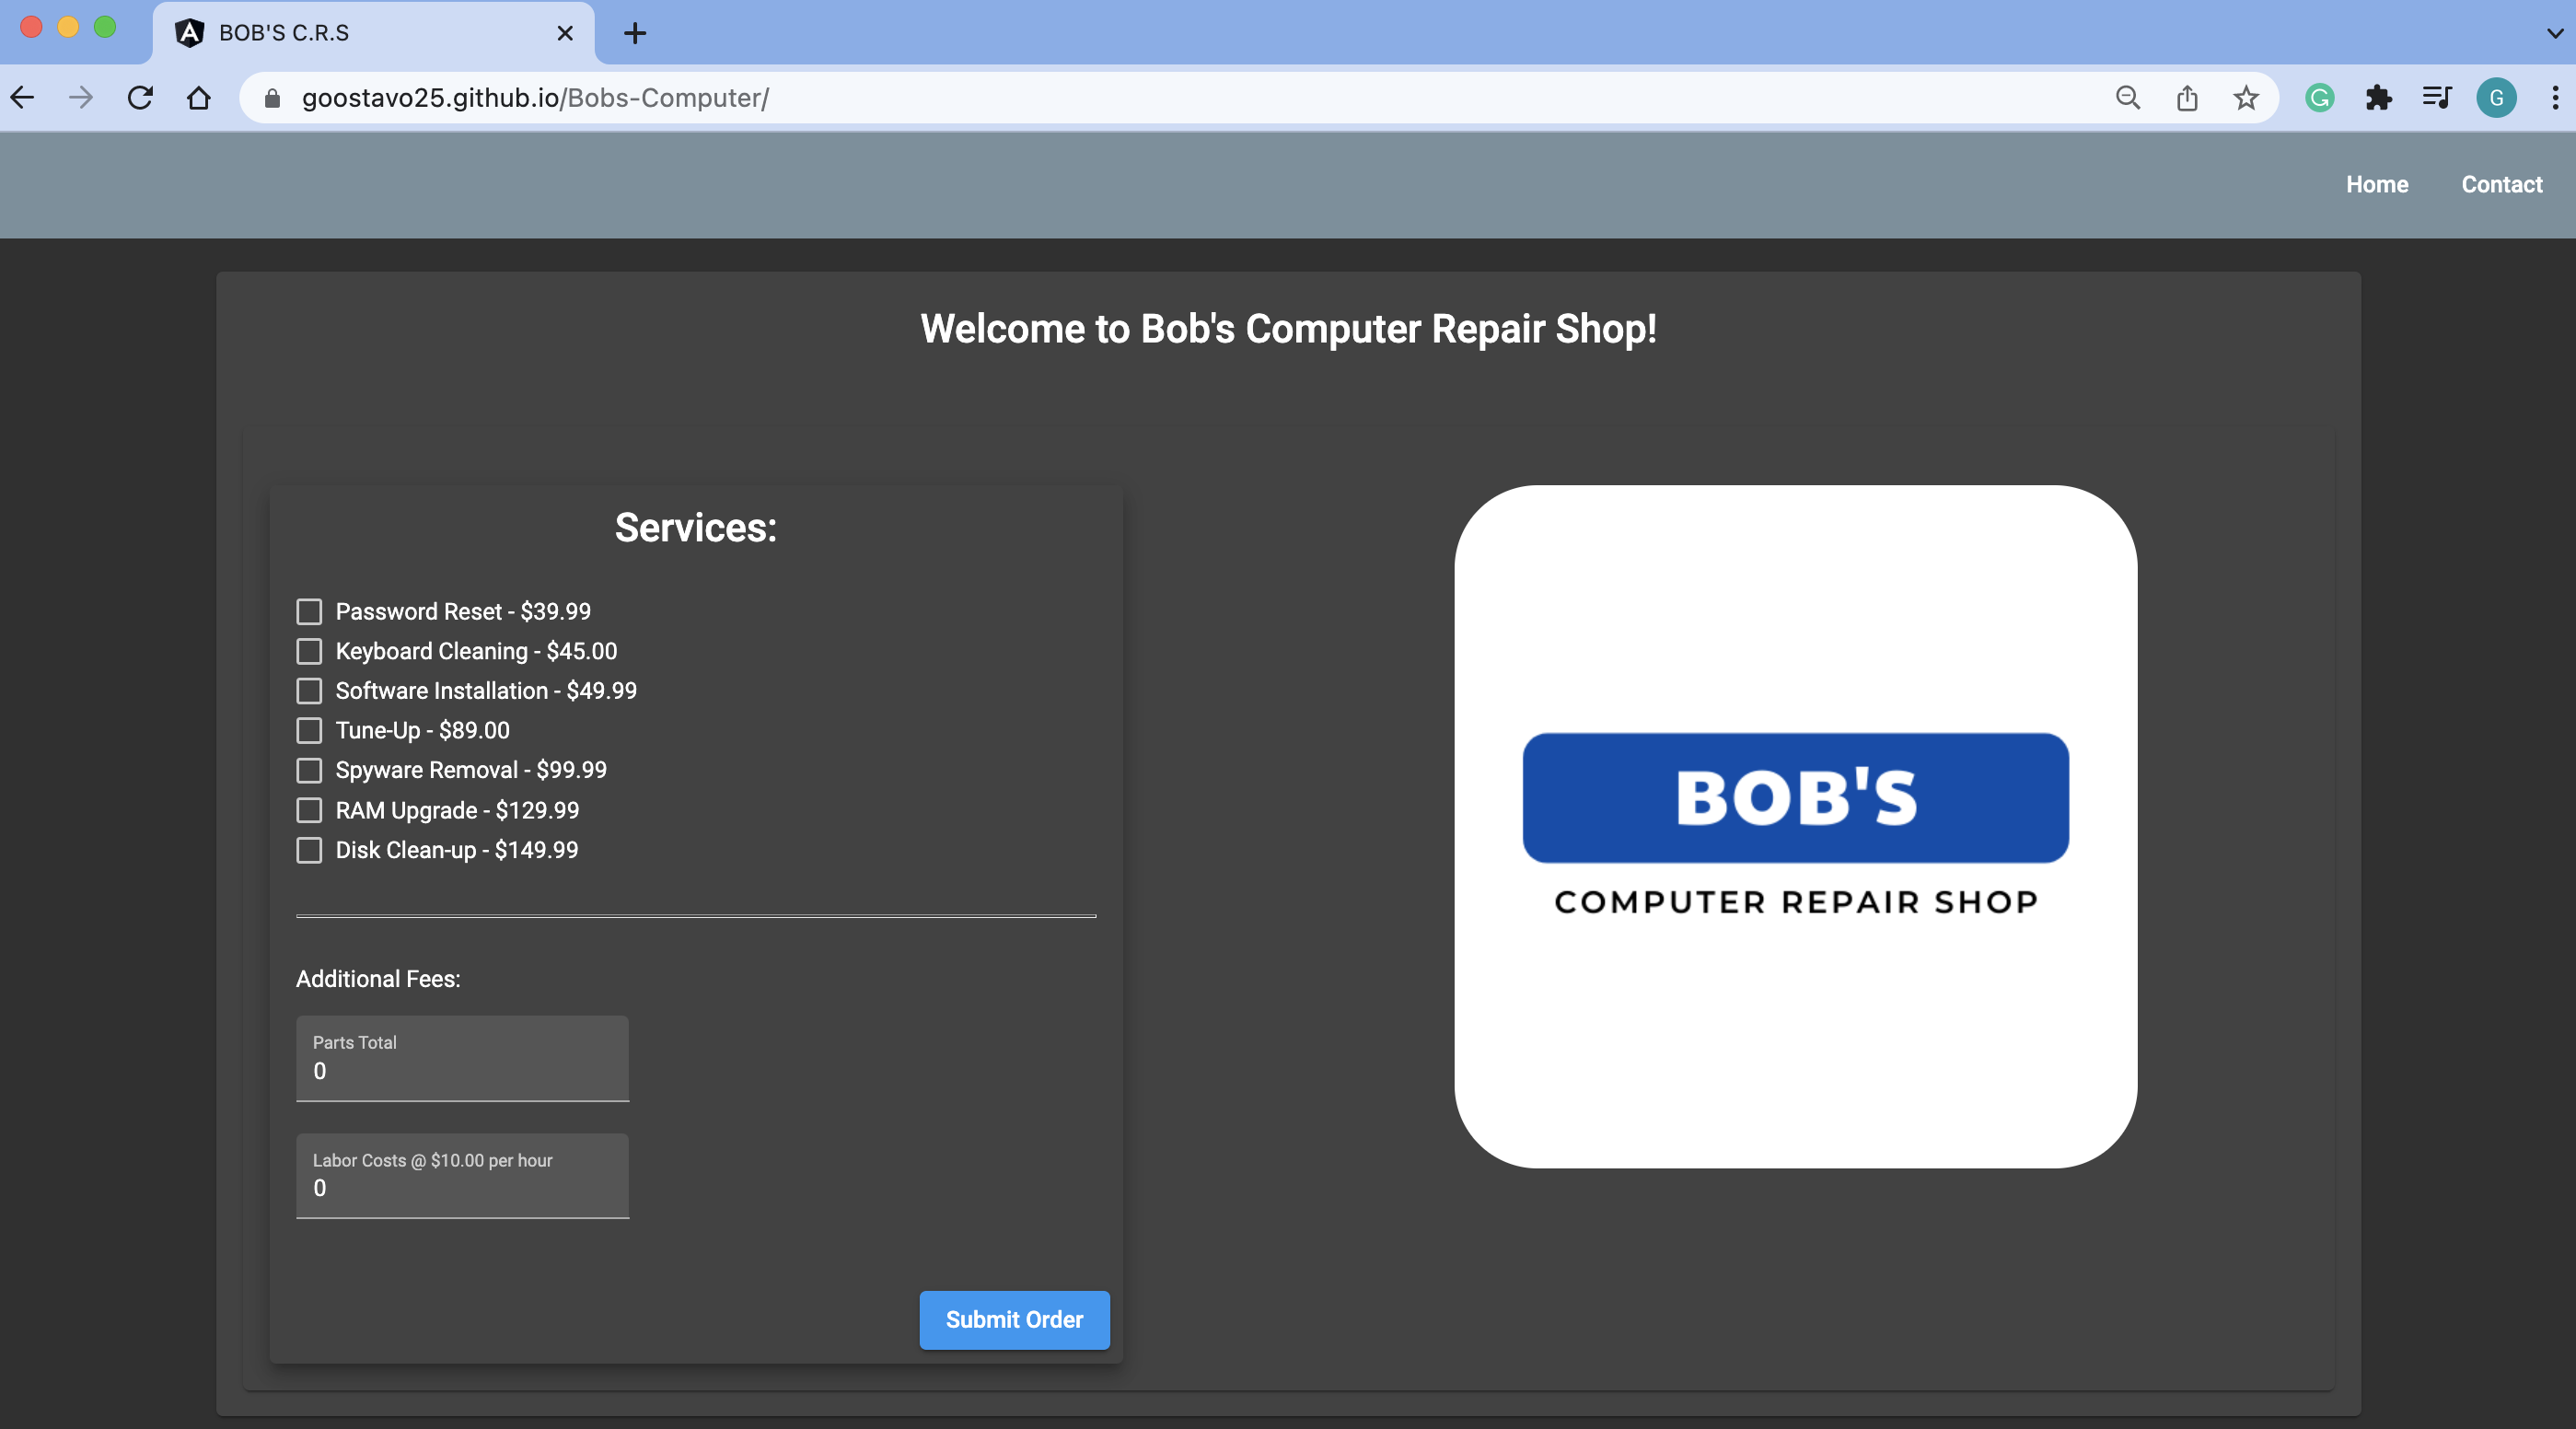 BOB'S C.R.S
goostavo25.github.io/Bobs-Computer/
G
G
Home Contact
Welcome to Bob's Computer Repair Shop!
Services:
Password Reset - $39.99
Keyboard Cleaning - $45.00
Software Installation - $49.99
Tune-Up - $89.00
Spyware Removal - $99.99
RAM Upgrade - $129.99
Disk Clean-up - $149.99
Additional Fees:
Parts Total
0
Labor Costs @ $10.00 per hour
0
Submit Order
BOB'S
COMPUTER REPAIR SHOP